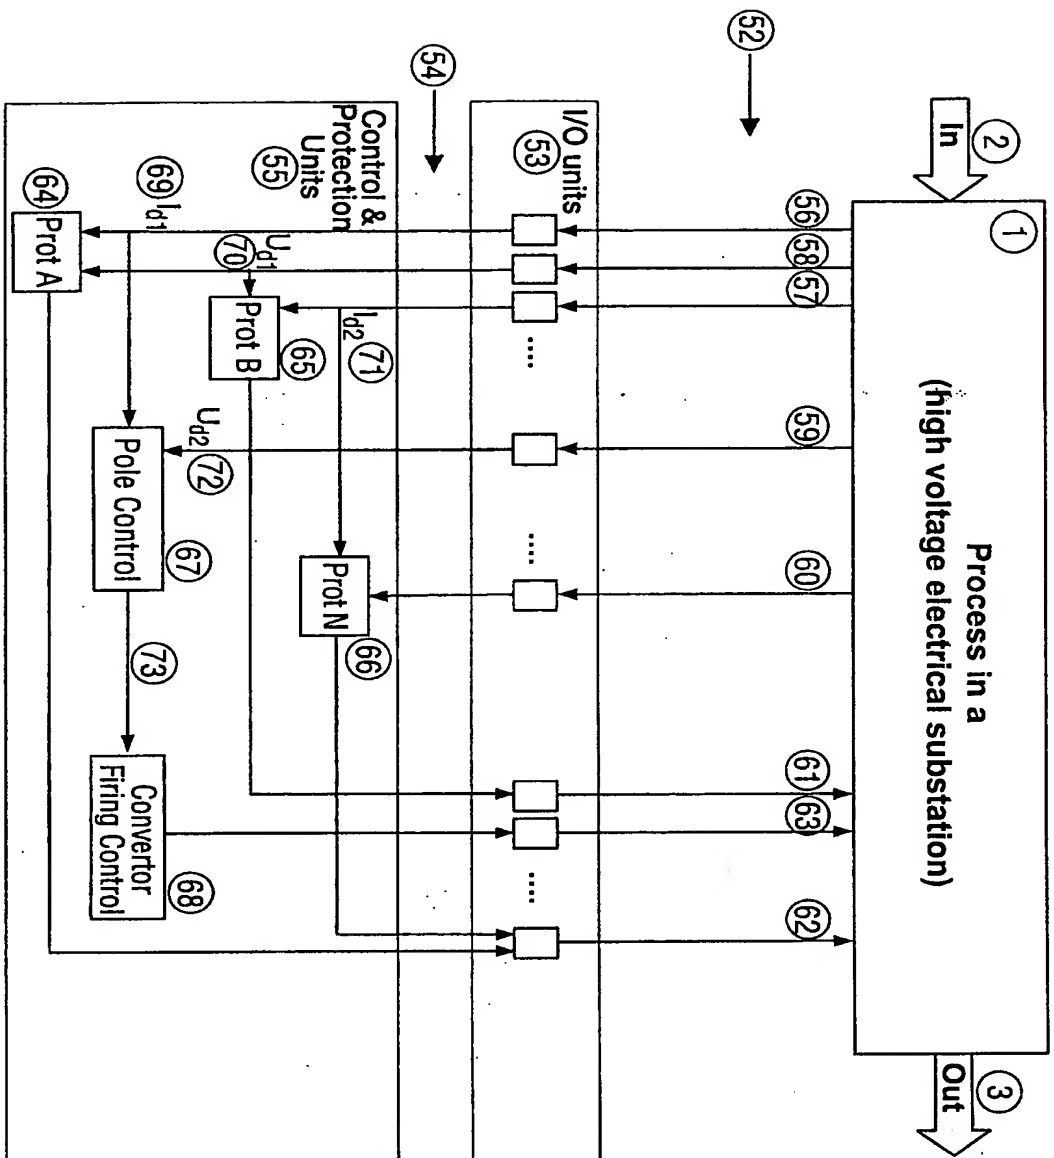 2
In
1
Process in a
(high voltage electrical substation)
3
Out
52
56
58
57
59
60
61
63
62
I/O units
53
....
....
....
54
Control &
Protection
Units
55
Id1
69
Ud1
70
Id2
71
Ud2
72
64
Prot A
Prot B
65
Prot N
66
Pole Control
67
73
Convertor
Firing Control
68